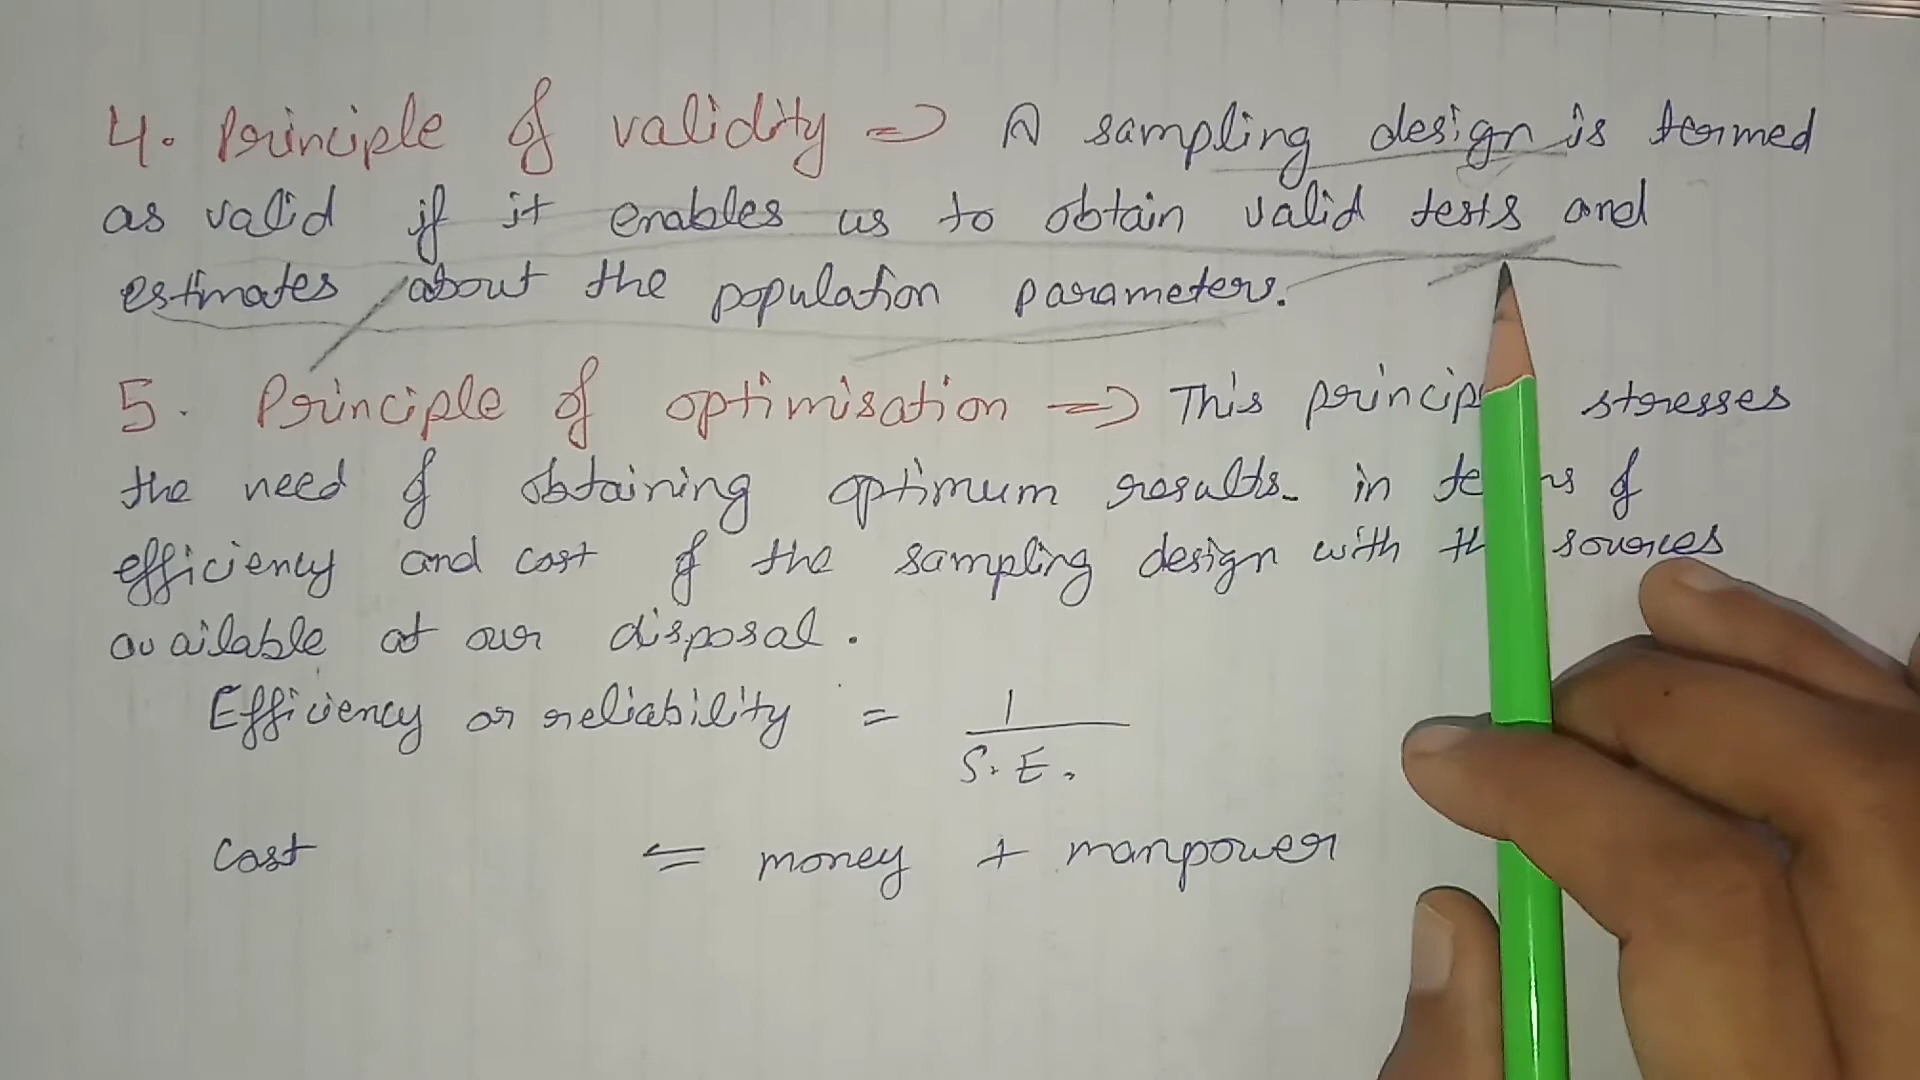 4. Principle of validity => A sampling design is termed
as valid if it enables us to obtain valid tests and
estimates about the population parameters.
5. Principle of optimisation => This princip stresses
the need of obtaining optimum results in of
efficiency and cost of the sampling design with sources
available at our disposal.
Efficiency or reliability = 1
S.E.
Cost = money + manpower